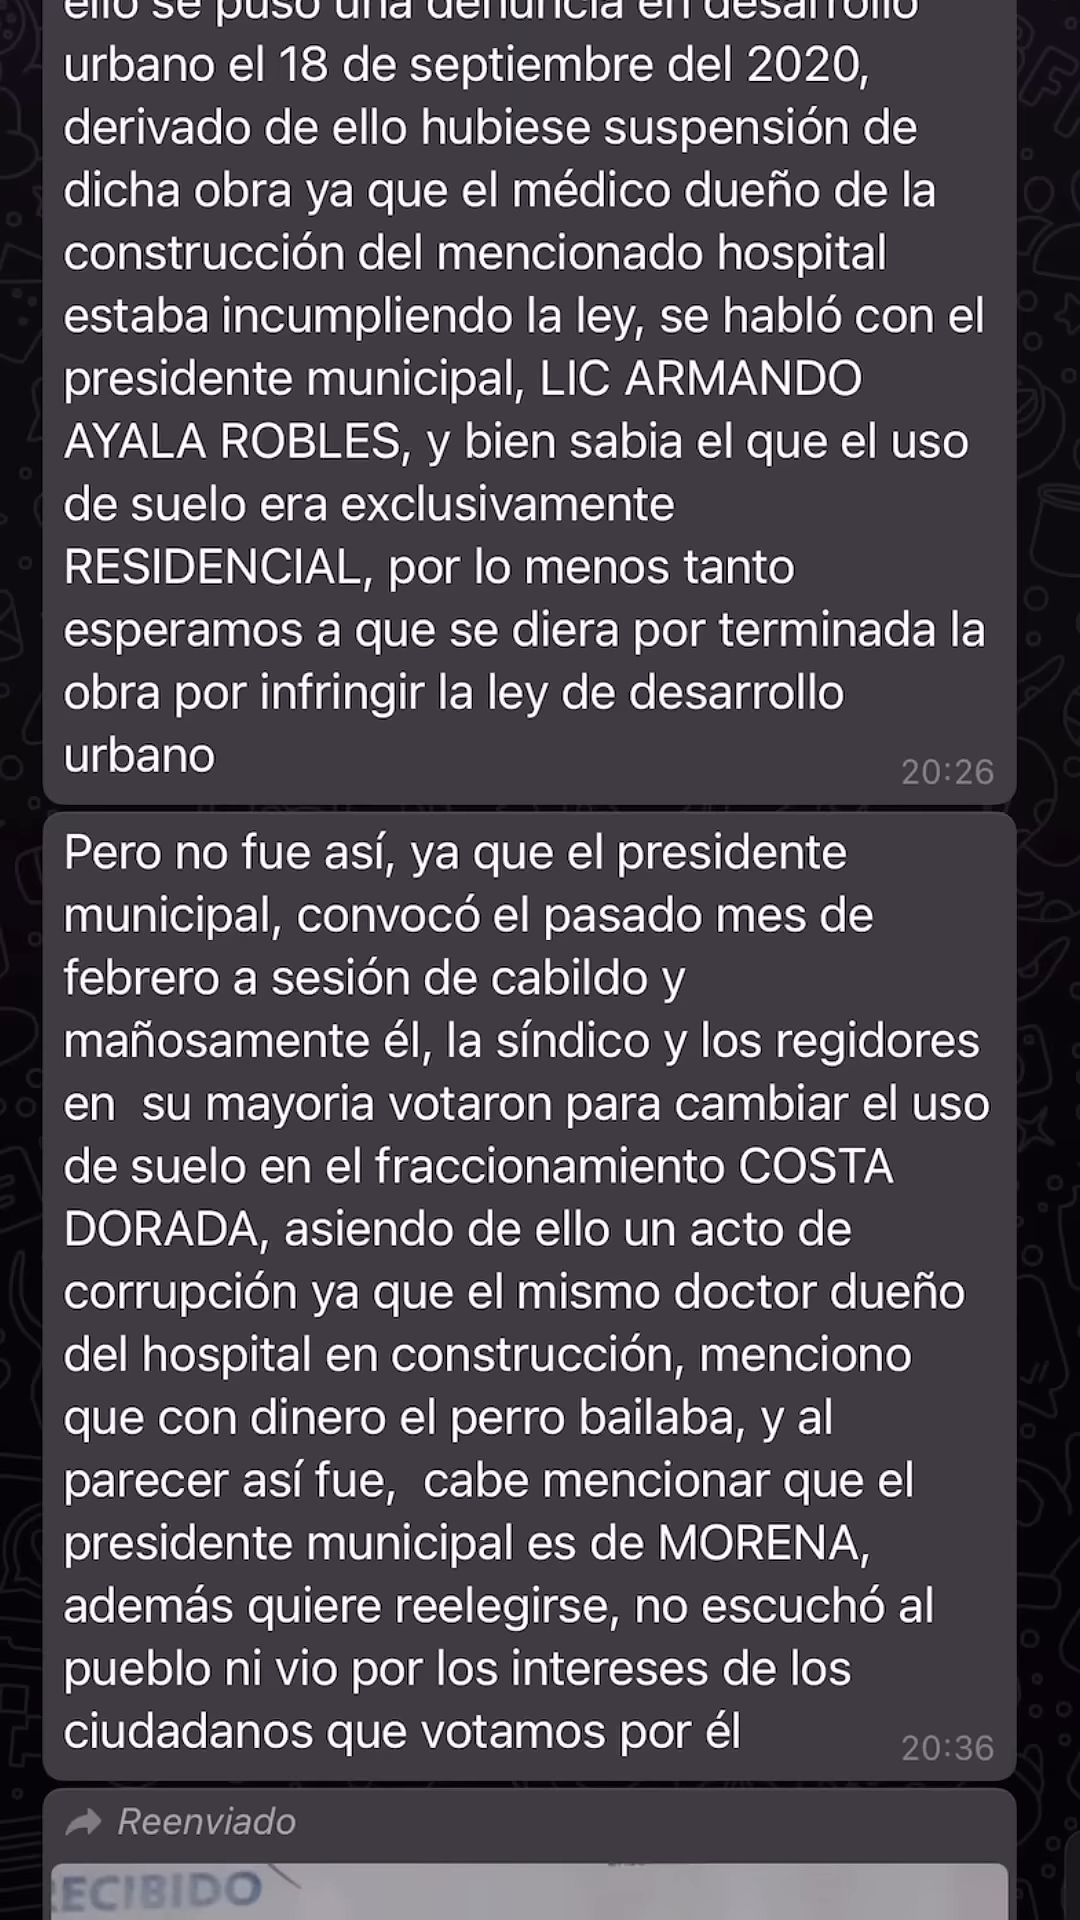 ello se puso una denuncia en desarrollo
urbano el 18 de septiembre del 2020,
derivado de ello hubiese suspensión de
dicha obra ya que el médico dueño de la
construcción del mencionado hospital
estaba incumpliendo la ley, se habló con el
presidente municipal, LIC ARMANDO
AYALA ROBLES, y bien sabia el que el uso
de suelo era exclusivamente
RESIDENCIAL, por lo menos tanto
esperamos a que se diera por terminada la
obra por infringir la ley de desarrollo
urbano
20:26
Pero no fue así, ya que el presidente
municipal, convocó el pasado mes de
febrero a sesión de cabildo y
mañosamente él, la síndico y los regidores
en  su mayoria votaron para cambiar el uso
de suelo en el fraccionamiento COSTA
DORADA, asiendo de ello un acto de
corrupción ya que el mismo doctor dueño
del hospital en construcción, menciono
que con dinero el perro bailaba, y al
parecer así fue,  cabe mencionar que el
presidente municipal es de MORENA,
además quiere reelegirse, no escuchó al
pueblo ni vio por los intereses de los
ciudadanos que votamos por él
20:36
Reenviado
ECIBIDO